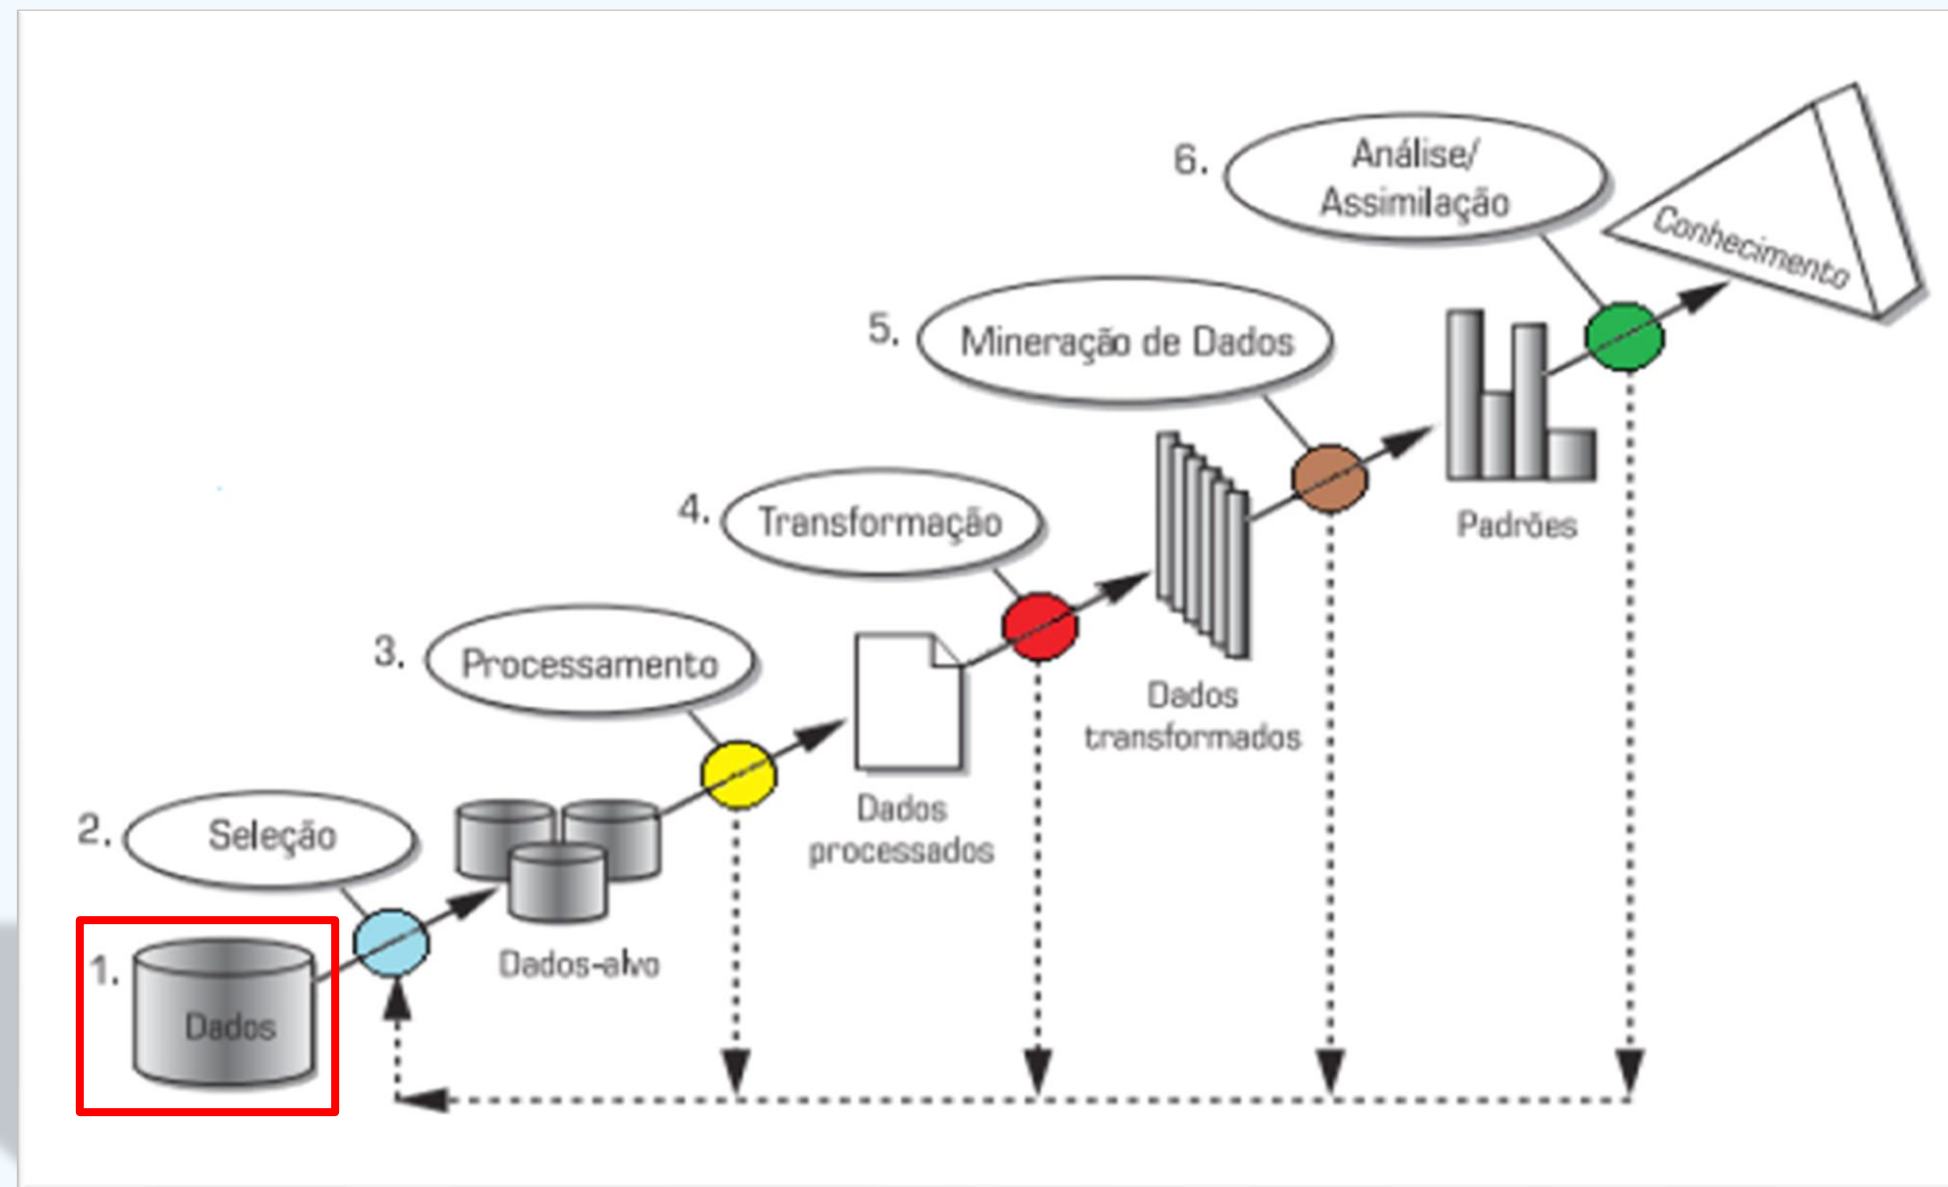 1.
Dados
2.
Seleção
Dados-alvo
3.
Processamento
Dados
processados
4.
Transformação
Dados
transformados
5.
Mineração de Dados
Padrões
6.
Análise/
Assimilação
Conhecimento